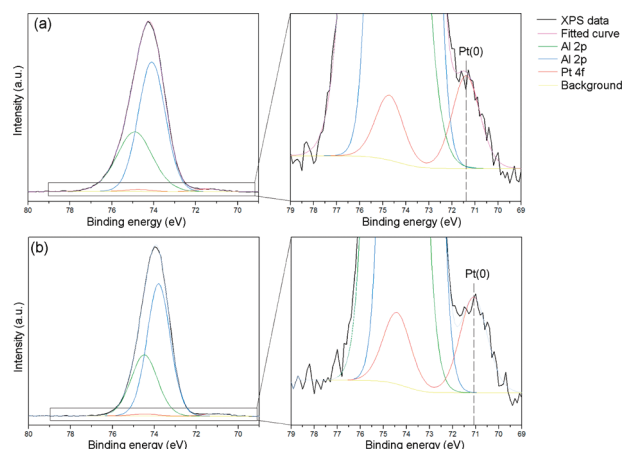 (a)
Intensity (a.u.)
80 78 76 74 72 70
Binding energy (eV)
Pt(0)
79 78 77 76 75 74 73 72 71 70 69
Binding energy (eV)
XPS data
Fitted curve
Al 2p
Al 2p
Pt 4f
Background
(b)
Intensity (a.u.)
80 78 76 74 72 70
Binding energy (eV)
Pt(0)
79 78 77 76 75 74 73 72 71 70 69
Binding energy (eV)